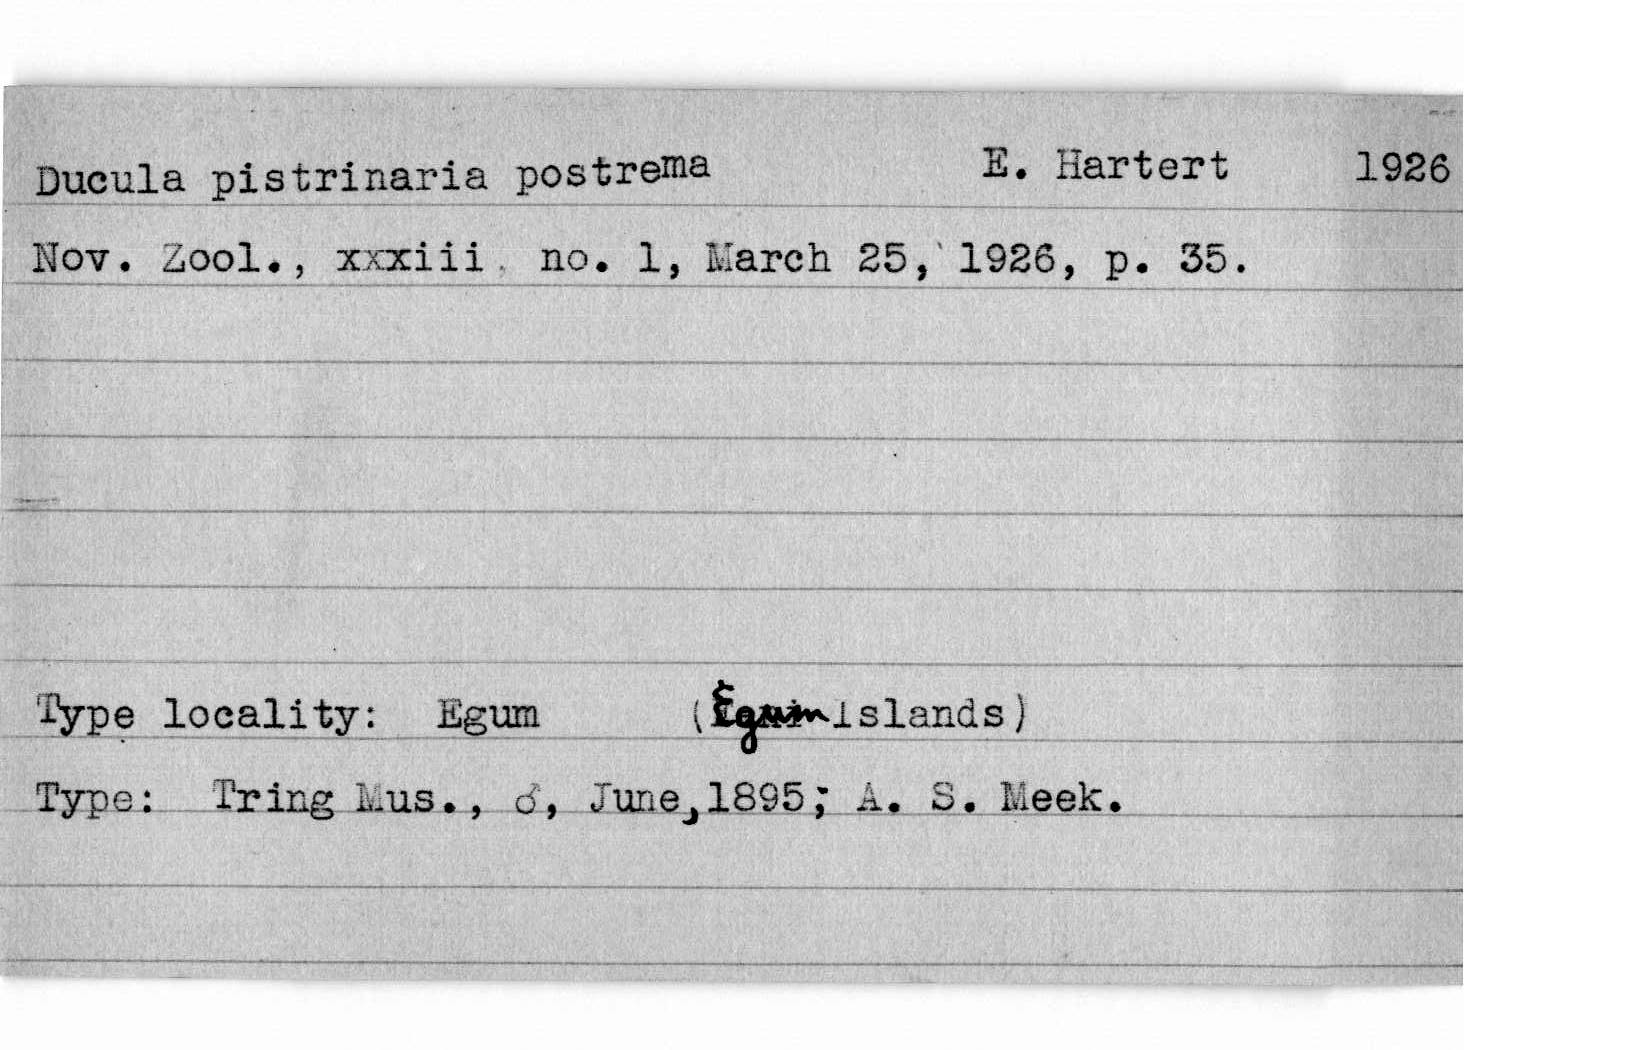 Ducula pistrinaria postrema E. Hartert 1926
Nov. Zool., xxxiii, no. 1, March 25, 1926, p. 35.
Type locality: Egum (Egum Islands)
Type: Tring Mus., ♂, June, 1895; A. S. Meek.